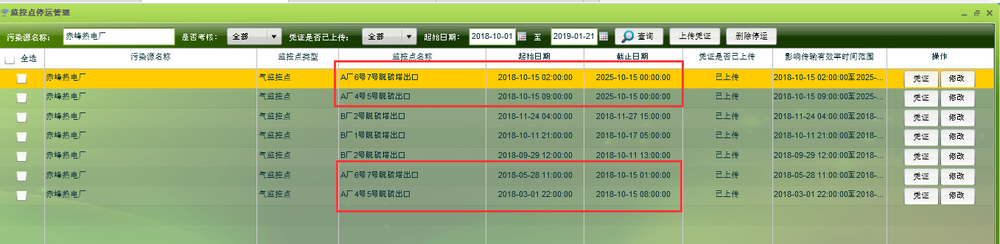 监控点停运管理
污染源名称： 赤峰热电厂 是否考核： 全部 凭证是否已上传： 全部 起始日期： 2018-10-01 至 2019-01-21 查询 上传凭证 删除停运
全选 污染源名称 监控点类型 监控点名称 起始日期 截止日期 凭证是否已上传 影响传输有效率时间范围 操作
赤峰热电厂 气监控点 A厂6号7号脱硫塔出口 2018-10-15 02:00:00 2025-10-15 00:00:00 已上传 2018-10-15 02:00:00至2025-... 凭证 修改
赤峰热电厂 气监控点 A厂4号5号脱硫出口 2018-10-15 09:00:00 2025-10-15 00:00:00 已上传 2018-10-15 09:00:00至2025-... 凭证 修改
赤峰热电厂 气监控点 B厂2号脱硫塔出口 2018-11-24 04:00:00 2018-11-27 15:00:00 已上传 2018-11-24 04:00:00至2018-... 凭证 修改
赤峰热电厂 气监控点 B厂1号脱硫塔出口 2018-10-11 21:00:00 2018-10-17 05:00:00 已上传 2018-10-11 21:00:00至2018-... 凭证 修改
赤峰热电厂 气监控点 B厂2号脱硫塔出口 2018-09-29 12:00:00 2018-10-11 13:00:00 已上传 2018-09-29 12:00:00至2018-... 凭证 修改
赤峰热电厂 气监控点 A厂6号7号脱硫塔出口 2018-05-28 11:00:00 2018-10-15 01:00:00 已上传 2018-05-28 11:00:00至2018-... 凭证 修改
赤峰热电厂 气监控点 A厂4号5号脱硫出口 2018-03-01 22:00:00 2018-10-15 08:00:00 已上传 2018-03-01 22:00:00至2018-... 凭证 修改